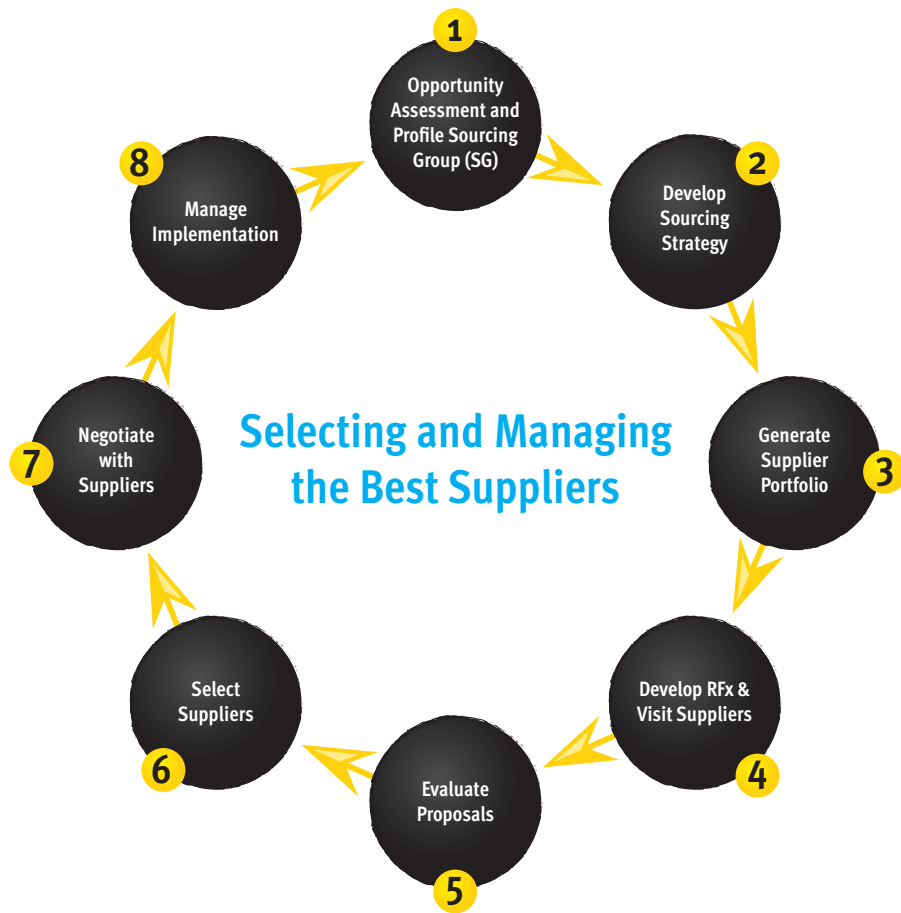 1
Opportunity
Assessment and
Profile Sourcing
Group (SG)
2
Develop
Sourcing
Strategy
3
Generate
Supplier
Portfolio
4
Develop RFx &
Visit Suppliers
5
Evaluate
Proposals
6
Select
Suppliers
7
Negotiate
with
Suppliers
8
Manage
Implementation
Selecting and Managing
the Best Suppliers